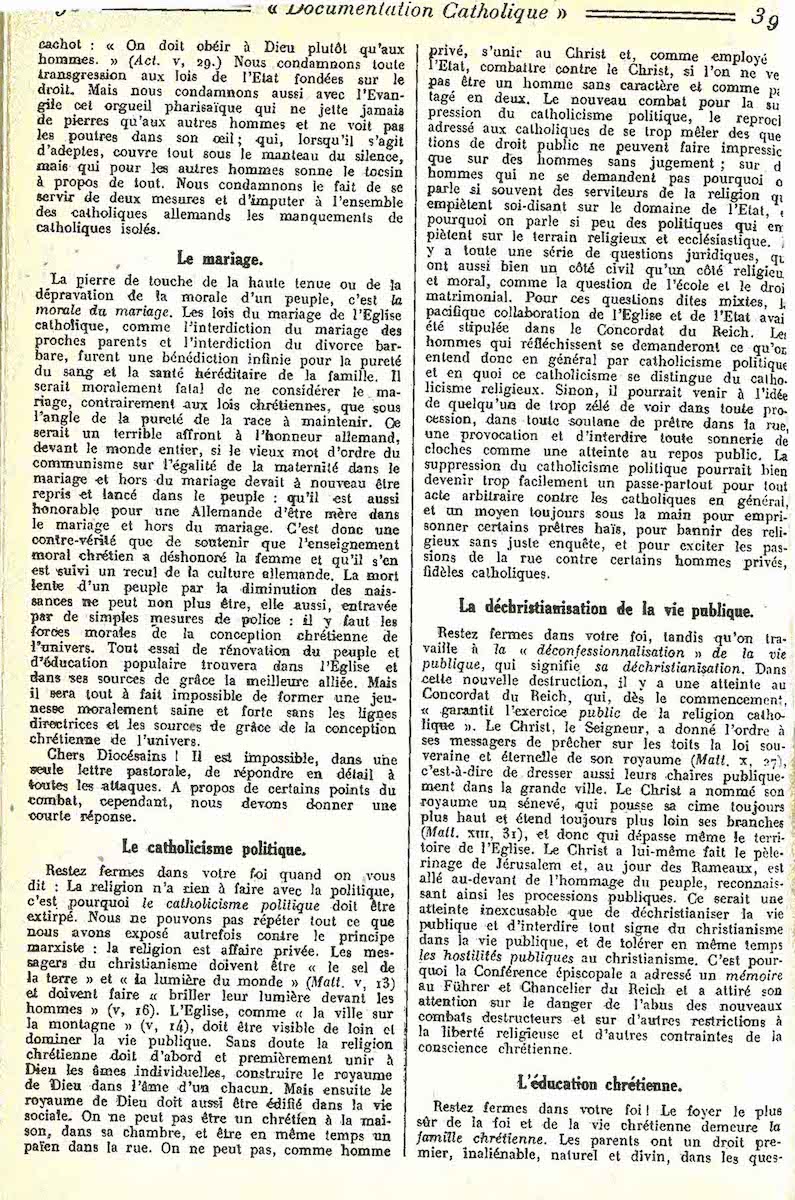 « Documentation Catholique »
39
cachot : « On doit obéir à Dieu plutôt qu'aux
hommes. » (Act. v, 29.) Nous condamnons toute
transgression aux lois de l'Etat fondées sur le
droit. Mais nous condamnons aussi avec l'Evan-
gile cet orgueil pharisaïque qui ne jette jamais
de pierres qu'aux autres hommes et ne voit pas
les poutres dans son œil ; qui, lorsqu'il s'agit
d'adeptes, couvre tout sous le manteau du silence,
mais qui pour les autres hommes sonne le tocsin
à propos de tout. Nous condamnons le fait de se
servir de deux mesures et d'imputer à l'ensemble
des catholiques allemands les manquements de
catholiques isolés.
Le mariage.
La pierre de touche de la haute tenue ou de la
dépravation de la morale d'un peuple, c'est la
morale du mariage. Les lois du mariage de l'Eglise
catholique, comme l'interdiction du mariage des
proches parents et l'interdiction du divorce bar-
bare, furent une bénédiction infinie pour la pureté
du sang et la santé héréditaire de la famille. Il
serait moralement fatal de ne considérer le ma-
riage, contrairement aux lois chrétiennes, que sous
l'angle de la pureté de la race à maintenir. Ce
serait un terrible affront à l'honneur allemand,
devant le monde entier, si le vieux mot d'ordre du
communisme sur l'égalité de la maternité dans le
mariage et hors du mariage devait à nouveau être
repris et lancé dans le peuple : qu'il est aussi
honorable pour une Allemande d'être mère dans
le mariage et hors du mariage. C'est donc une
contre-vérité que de soutenir que l'enseignement
moral chrétien a déshonoré la femme et qu'il s'en
est suivi un recul de la culture allemande. La mort
lente d'un peuple par la diminution des nais-
sances ne peut non plus être, elle aussi, entravée
par de simples mesures de police : il y faut les
forces morales de la conception chrétienne de
l'univers. Tout essai de rénovation du peuple et
d'éducation populaire trouvera dans l'Eglise et
dans ses sources de grâce la meilleure alliée. Mais
il sera tout à fait impossible de former une jeu-
nesse moralement saine et forte sans les lignes
directrices et les sources de grâce de la conception
chrétienne de l'univers.
Chers Diocésains ! Il est impossible, dans une
seule lettre pastorale, de répondre en détail à
toutes les attaques. A propos de certains points du
combat, cependant, nous devons donner une
courte réponse.
Le catholicisme politique.
Restez fermes dans votre foi quand on vous
dit : La religion n'a rien à faire avec la politique,
c'est pourquoi le catholicisme politique doit être
extirpé. Nous ne pouvons pas répéter tout ce que
nous avons exposé autrefois contre le principe
marxiste : la religion est affaire privée. Les mes-
sagers du christianisme doivent être « le sel de
la terre » et « la lumière du monde » (Matt. v, 13)
et doivent faire « briller leur lumière devant les
hommes » (v, 16). L'Eglise, comme « la ville sur
la montagne » (v, 14), doit être visible de loin et
dominer la vie publique. Sans doute la religion
chrétienne doit d'abord et premièrement unir à
Dieu les âmes individuelles, construire le royaume
de Dieu dans l'âme d'un chacun. Mais ensuite le
royaume de Dieu doit aussi être édifié dans la vie
sociale. On ne peut pas être un chrétien à la mai-
son, dans sa chambre, et être en même temps un
païen dans la rue. On ne peut pas, comme homme
privé, s'unir au Christ et, comme employé
l'Etat, combattre contre le Christ, si l'on ne ve
pas être un homme sans caractère et comme pa
tagé en deux. Le nouveau combat pour la su
pression du catholicisme politique, le reproc
adressé aux catholiques de se trop mêler des que
tions de droit public ne peuvent faire impressic
que sur des hommes sans jugement ; sur d
hommes qui ne se demandent pas pourquoi o
parle si souvent des serviteurs de la religion qu
empiètent soi-disant sur le domaine de l'Etat,
pourquoi on parle si peu des politiques qui em
piètent sur le terrain religieux et ecclésiastique.
y a toute une série de questions juridiques, qu
ont aussi bien un côté civil qu'un côté religieu
et moral, comme la question de l'école et le droi
matrimonial. Pour ces questions dites mixtes, l
pacifique collaboration de l'Eglise et de l'Etat avai
été stipulée dans le Concordat du Reich. Les
hommes qui réfléchissent se demanderont ce qu'on
entend donc en général par catholicisme politique
et en quoi ce catholicisme se distingue du catho-
licisme religieux. Sinon, il pourrait venir à l'idée
de quelqu'un de trop zélé de voir dans toute pro-
cession, dans toute soutane de prêtre dans la rue,
une provocation et d'interdire toute sonnerie de
cloches comme une atteinte au repos public. La
suppression du catholicisme politique pourrait bien
devenir trop facilement un passe-partout pour tout
acte arbitraire contre les catholiques en général,
et un moyen toujours sous la main pour empri-
sonner certains prêtres haïs, pour bannir des reli-
gieux sans juste enquête, et pour exciter les pas-
sions de la rue contre certains hommes privés,
fidèles catholiques.
La déchristianisation de la vie publique.
Restez fermes dans votre foi, tandis qu'on tra-
vaille à la « déconfessionnalisation » de la vie
publique, qui signifie sa déchristianisation. Dans
cette nouvelle destruction, il y a une atteinte au
Concordat du Reich, qui, dès le commencement,
« garantit l'exercice public de la religion catho-
lique ». Le Christ, le Seigneur, a donné l'ordre à
ses messagers de prêcher sur les toits la loi sou-
veraine et éternelle de son royaume (Matt. x, 27),
c'est-à-dire de dresser aussi leurs chaires publique-
ment dans la grande ville. Le Christ a nommé son
royaume un sénevé, qui pousse sa cime toujours
plus haut et étend toujours plus loin ses branches
(Matt. xiii, 31), et donc qui dépasse même le terri-
toire de l'Eglise. Le Christ a lui-même fait le pèle-
rinage de Jérusalem et, au jour des Rameaux, est
allé au-devant de l'hommage du peuple, reconnais-
sant ainsi les processions publiques. Ce serait une
atteinte inexcusable que de déchristianiser la vie
publique et d'interdire tout signe du christianisme
dans la vie publique, et de tolérer en même temps
les hostilités publiques au christianisme. C'est pour-
quoi la Conférence épiscopale a adressé un mémoire
au Führer et Chancelier du Reich et a attiré son
attention sur le danger de l'abus des nouveaux
combats destructeurs et sur d'autres restrictions à
la liberté religieuse et d'autres contraintes de la
conscience chrétienne.
L'éducation chrétienne.
Restez fermes dans votre foi ! Le foyer le plus
sûr de la foi et de la vie chrétienne demeure la
famille chrétienne. Les parents ont un droit pre-
mier, inaliénable, naturel et divin, dans les ques-